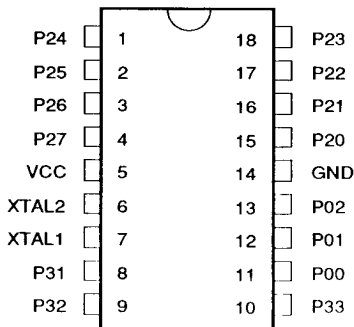 P24 1 18 P23
P25 2 17 P22
P26 3 16 P21
P27 4 15 P20
VCC 5 14 GND
XTAL2 6 13 P02
XTAL1 7 12 P01
P31 8 11 P00
P32 9 10 P33